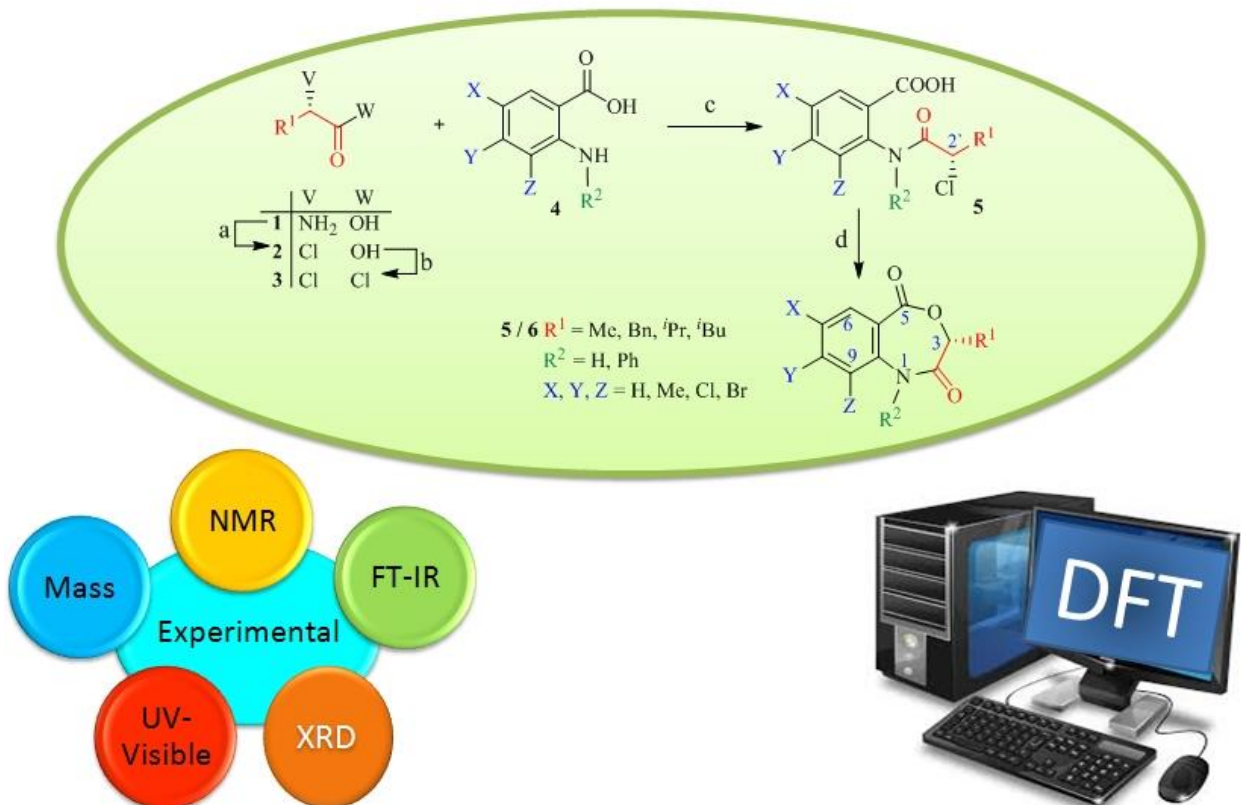 V
W
R¹
O
+
X
Y
Z
O
OH
NH
R²
4
c
X
Y
Z
COOH
O
N
R²
2`
R¹
Cl
5
V W
1 NH₂ OH
a 2 Cl OH b
3 Cl Cl
d
5 / 6 R¹ = Me, Bn, ⁱPr, ⁱBu
R² = H, Ph
X, Y, Z = H, Me, Cl, Br
X
Y
Z
O
5
O
6
9
3
R¹
1
N
O
R²
NMR
Mass
FT-IR
Experimental
UV-
Visible
XRD
DFT